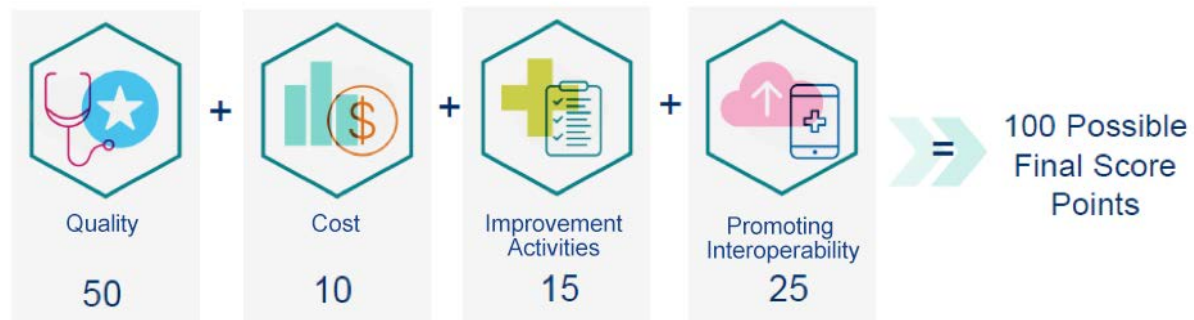 Quality
50
+
Cost
10
+
Improvement
Activities
15
+
Promoting
Interoperability
25
=
100 Possible
Final Score
Points
$